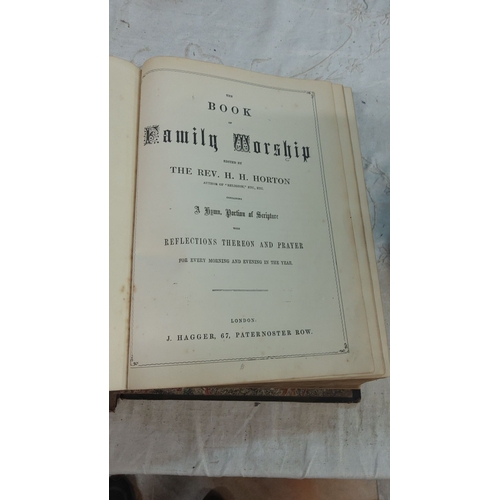 THE
BOOK
OF
Family Worship
EDITED BY
THE REV. H. H. HORTON
CONTAINING
A Hymn, Portion of Scripture
WITH
REFLECTIONS THEREON AND PRAYER
FOR EVERY MORNING AND EVENING IN THE YEAR.
LONDON:
J. HAGGER, 67, PATERNOSTER ROW.